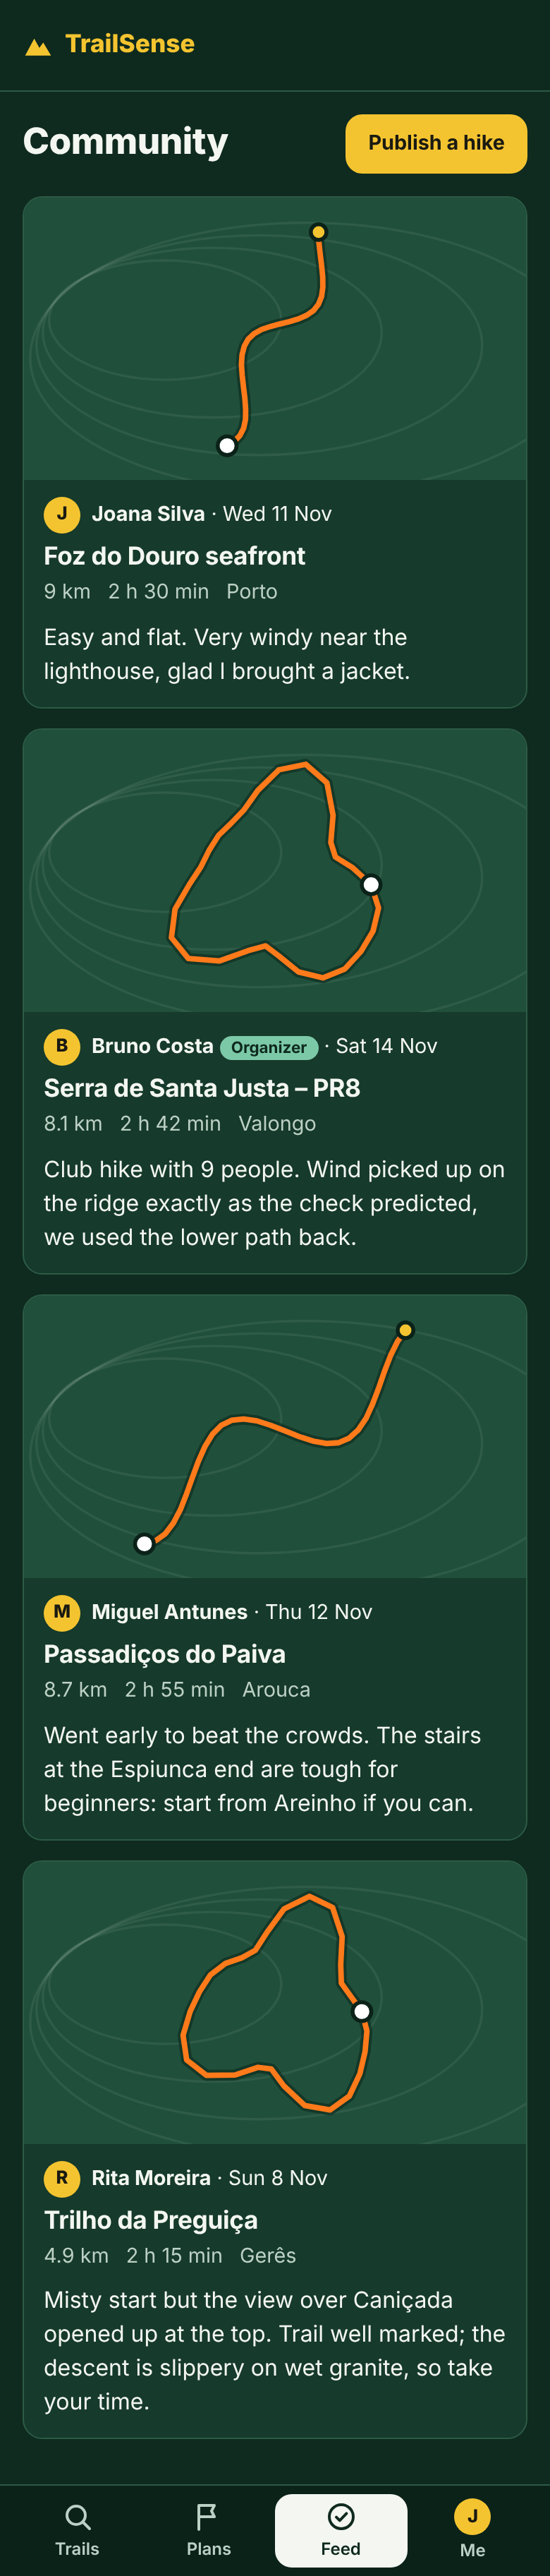 TrailSense
Community
Publish a hike
J Joana Silva · Wed 11 Nov
Foz do Douro seafront
9 km 2 h 30 min Porto
Easy and flat. Very windy near the
lighthouse, glad I brought a jacket.
B Bruno Costa Organizer · Sat 14 Nov
Serra de Santa Justa – PR8
8.1 km 2 h 42 min Valongo
Club hike with 9 people. Wind picked up on
the ridge exactly as the check predicted,
we used the lower path back.
M Miguel Antunes · Thu 12 Nov
Passadiços do Paiva
8.7 km 2 h 55 min Arouca
Went early to beat the crowds. The stairs
at the Espiunca end are tough for
beginners: start from Areinho if you can.
R Rita Moreira · Sun 8 Nov
Trilho da Preguiça
4.9 km 2 h 15 min Gerês
Misty start but the view over Caniçada
opened up at the top. Trail well marked; the
descent is slippery on wet granite, so take
your time.
J
Trails Plans Feed Me